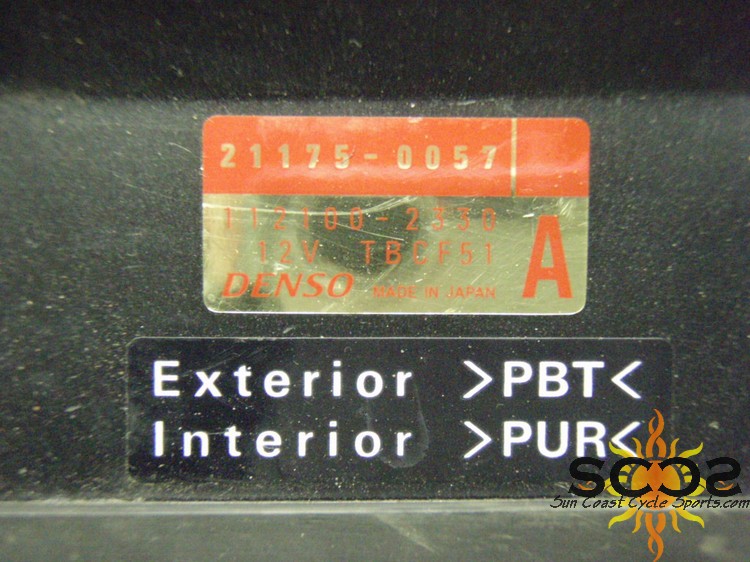 21175-0057
112100-2330
12V TBCF51
A
DENSO MADE IN JAPAN
Exterior >PBT<
Interior >PUR<
Sun Coast Cycle Sports.com